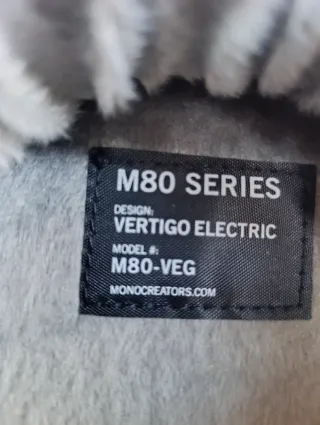 M80 SERIES
DESIGN:
VERTIGO ELECTRIC
MODEL #:
M80-VEG
MONOCREATORS.COM